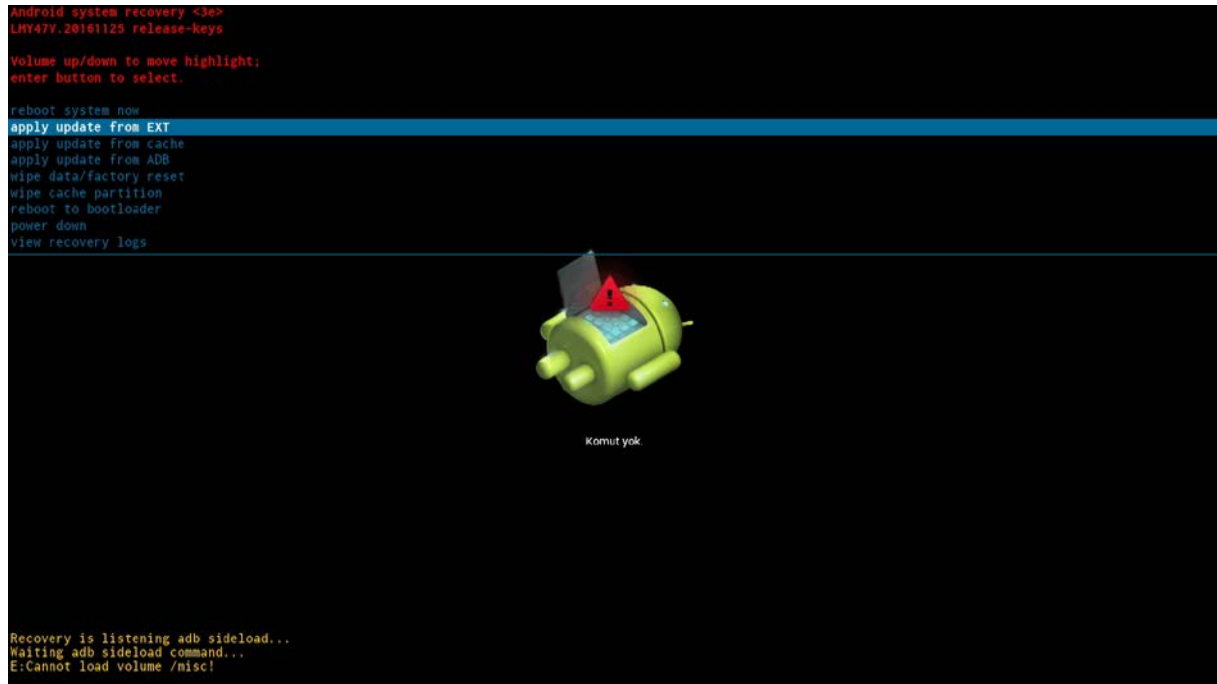 Android system recovery <3e>
LMY47V.20161125 release-keys
Volume up/down to move highlight;
enter button to select.
reboot system now
apply update from EXT
apply update from cache
apply update from ADB
wipe data/factory reset
wipe cache partition
reboot to bootloader
power down
view recovery logs
Komut yok.
Recovery is listening adb sideload...
Waiting adb sideload command...
E:Cannot load volume /misc!